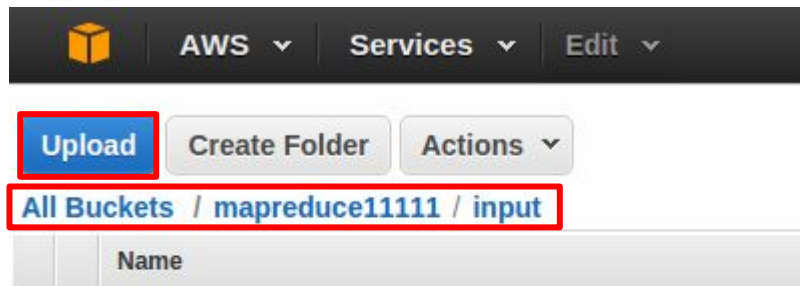 AWS Services Edit
Upload Create Folder Actions
All Buckets / mapreduce11111 / input
Name